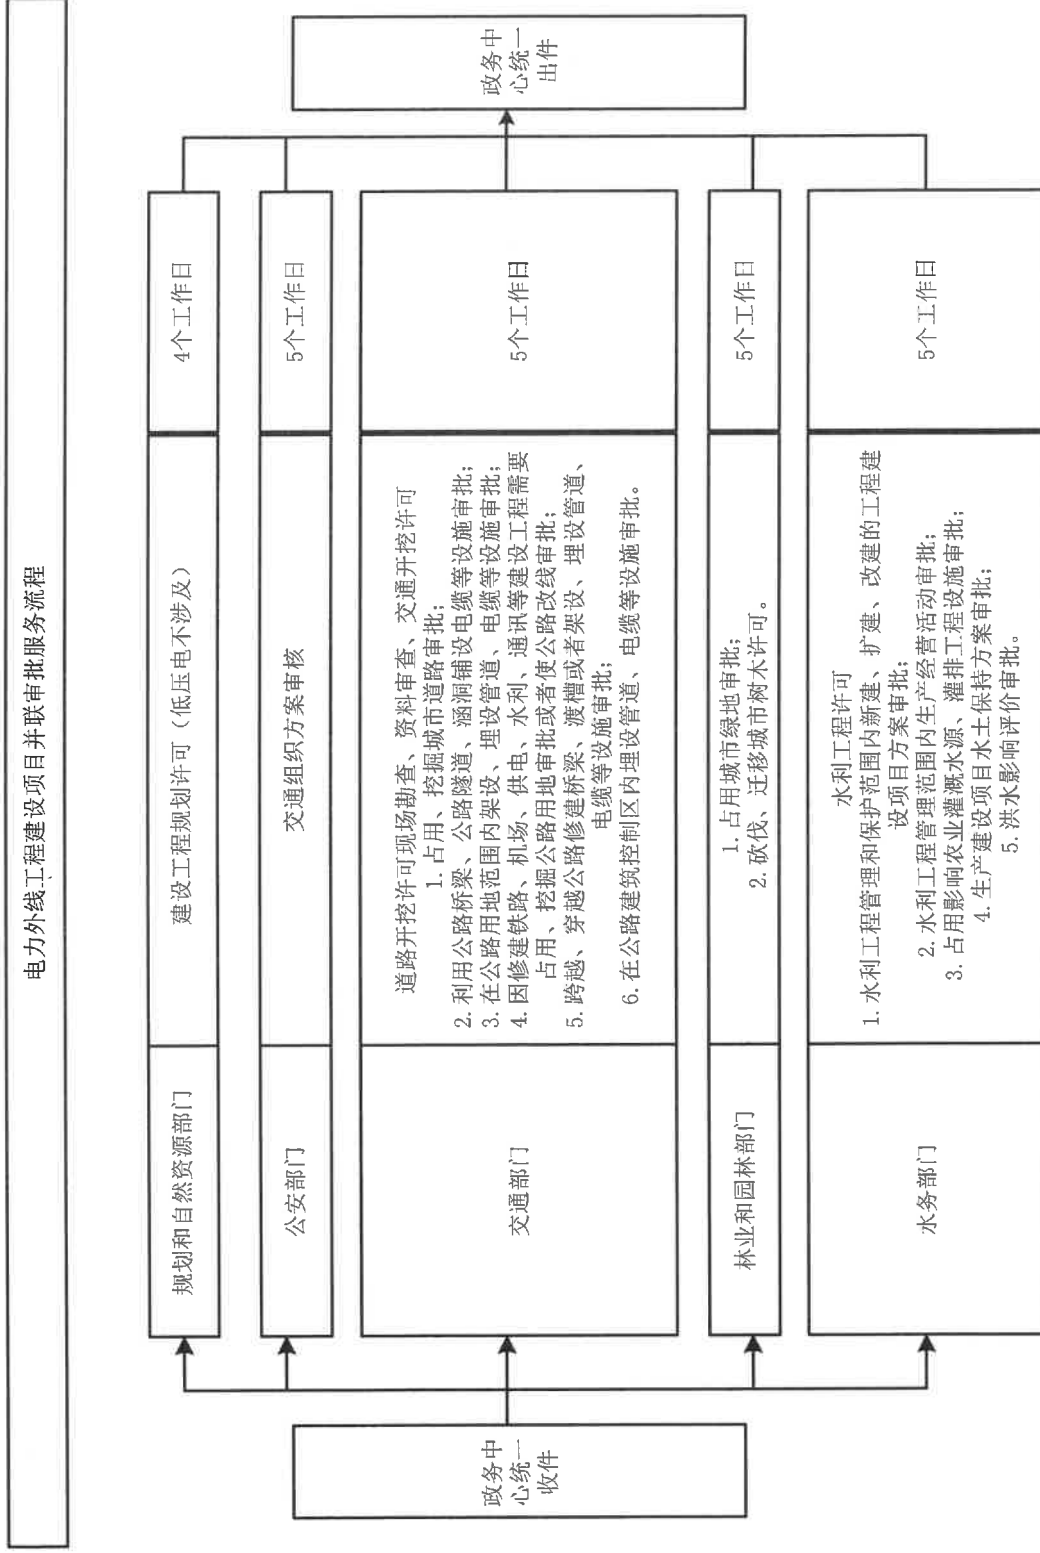 电力外线工程建设项目并联审批服务流程
政务中
心统一
收件
规划和自然资源部门
建设工程规划许可（低压电不涉及）
4个工作日
公安部门
交通组织方案审核
5个工作日
交通部门
道路开挖许可现场勘查、资料审查、交通开挖许可
1.占用、挖掘城市道路审批；
2.利用公路桥梁、公路隧道、涵洞铺设电缆等设施审批；
3.在公路用地范围内架设、埋设管道、电缆等设施审批；
4.因修建铁路、机场、供电、水利、通讯等建设工程需要
占用、挖掘公路用地审批或者使公路改线审批；
5.跨越、穿越公路修建桥梁、渡槽或者架设、埋设管道、
电缆等设施审批；
6.在公路建筑控制区内埋设管道、电缆等设施审批。
5个工作日
林业和园林部门
1.占用城市绿地审批；
2.砍伐、迁移城市树木许可。
5个工作日
水务部门
水利工程许可
1.水利工程管理和保护范围内新建、扩建、改建的工程建
设项目方案审批；
2.水利工程管理范围内生产经营活动审批；
3.占用影响农业灌溉水源、灌排工程设施审批；
4.生产建设项目水土保持方案审批；
5.洪水影响评价审批。
5个工作日
政务中
心统一
出件